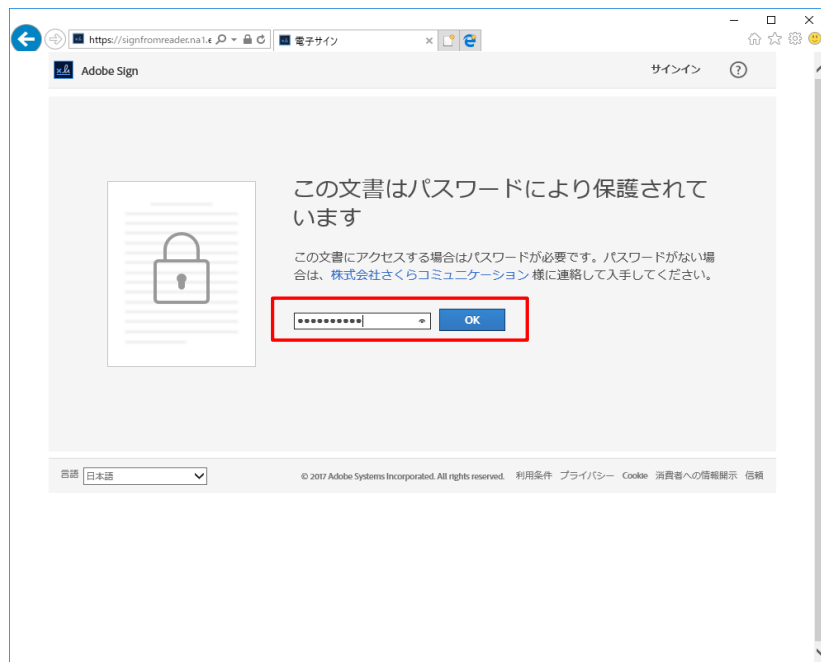 https://signfromreader.na1.e
電子サイン
Adobe Sign
サインイン
?
この文書はパスワードにより保護されて
います
この文書にアクセスする場合はパスワードが必要です。パスワードがない場
合は、株式会社さくらコミュニケーション 様に連絡して入手してください。
●●●●●●●●●● OK
言語 日本語
© 2017 Adobe Systems Incorporated. All rights reserved. 利用条件 プライバシー Cookie 消費者への情報開示 信頼